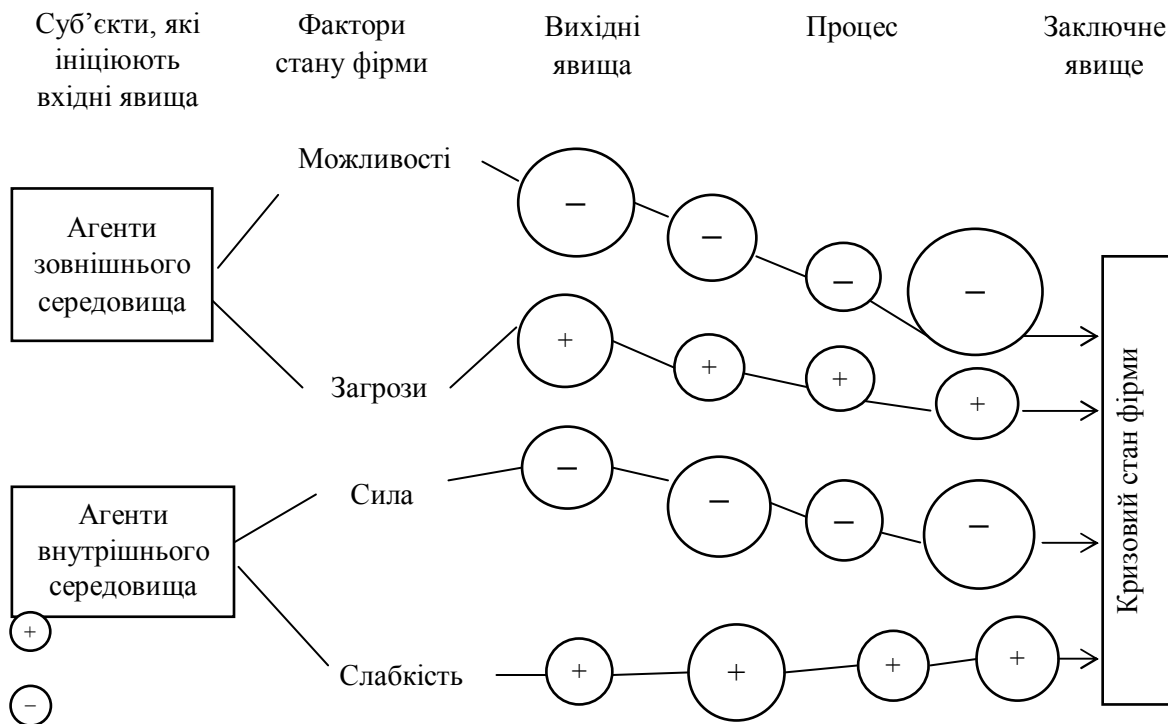 Суб’єкти, які
ініціюють
вхідні явища
Фактори
стану фірми
Вихідні
явища
Процес
Заключне
явище
Можливості
Агенти
зовнішнього
середовища
Загрози
Сила
Агенти
внутрішнього
середовища
Слабкість
− − − −
+ + + +
− − − −
+ + + +
Кризовий стан фірми
+
−